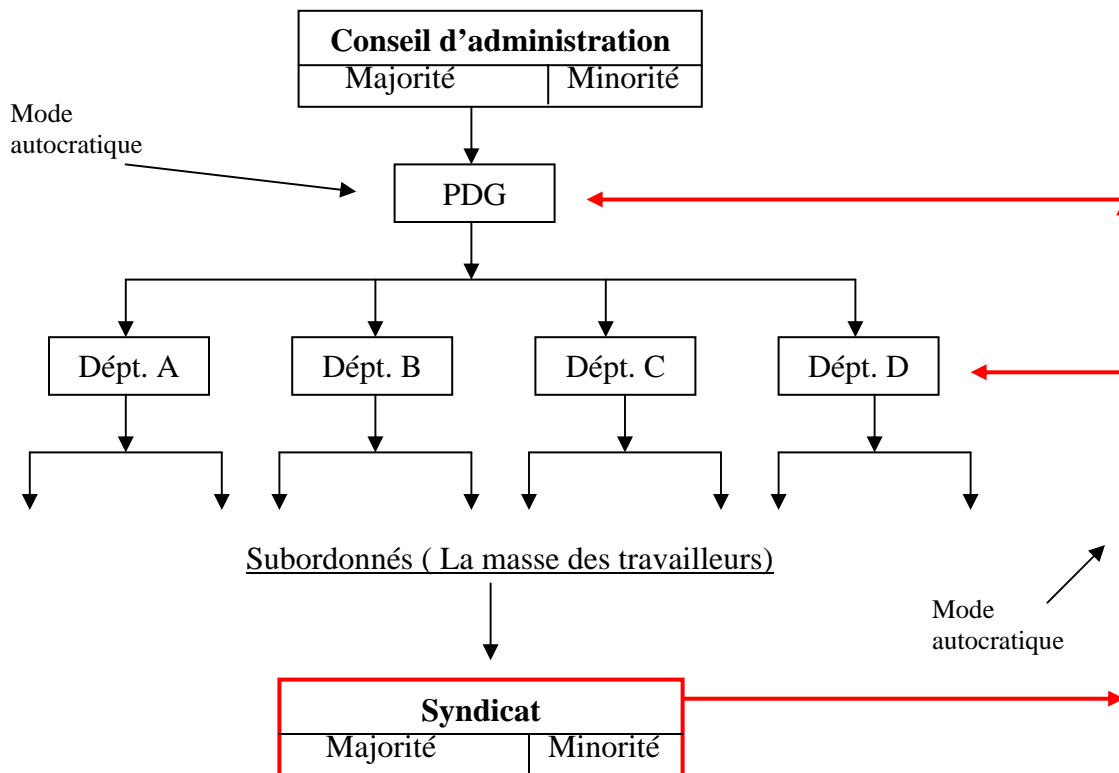 Conseil d’administration
Majorité Minorité
Mode
autocratique
PDG
Dépt. A Dépt. B Dépt. C Dépt. D
Subordonnés ( La masse des travailleurs)
Mode
autocratique
Syndicat
Majorité Minorité